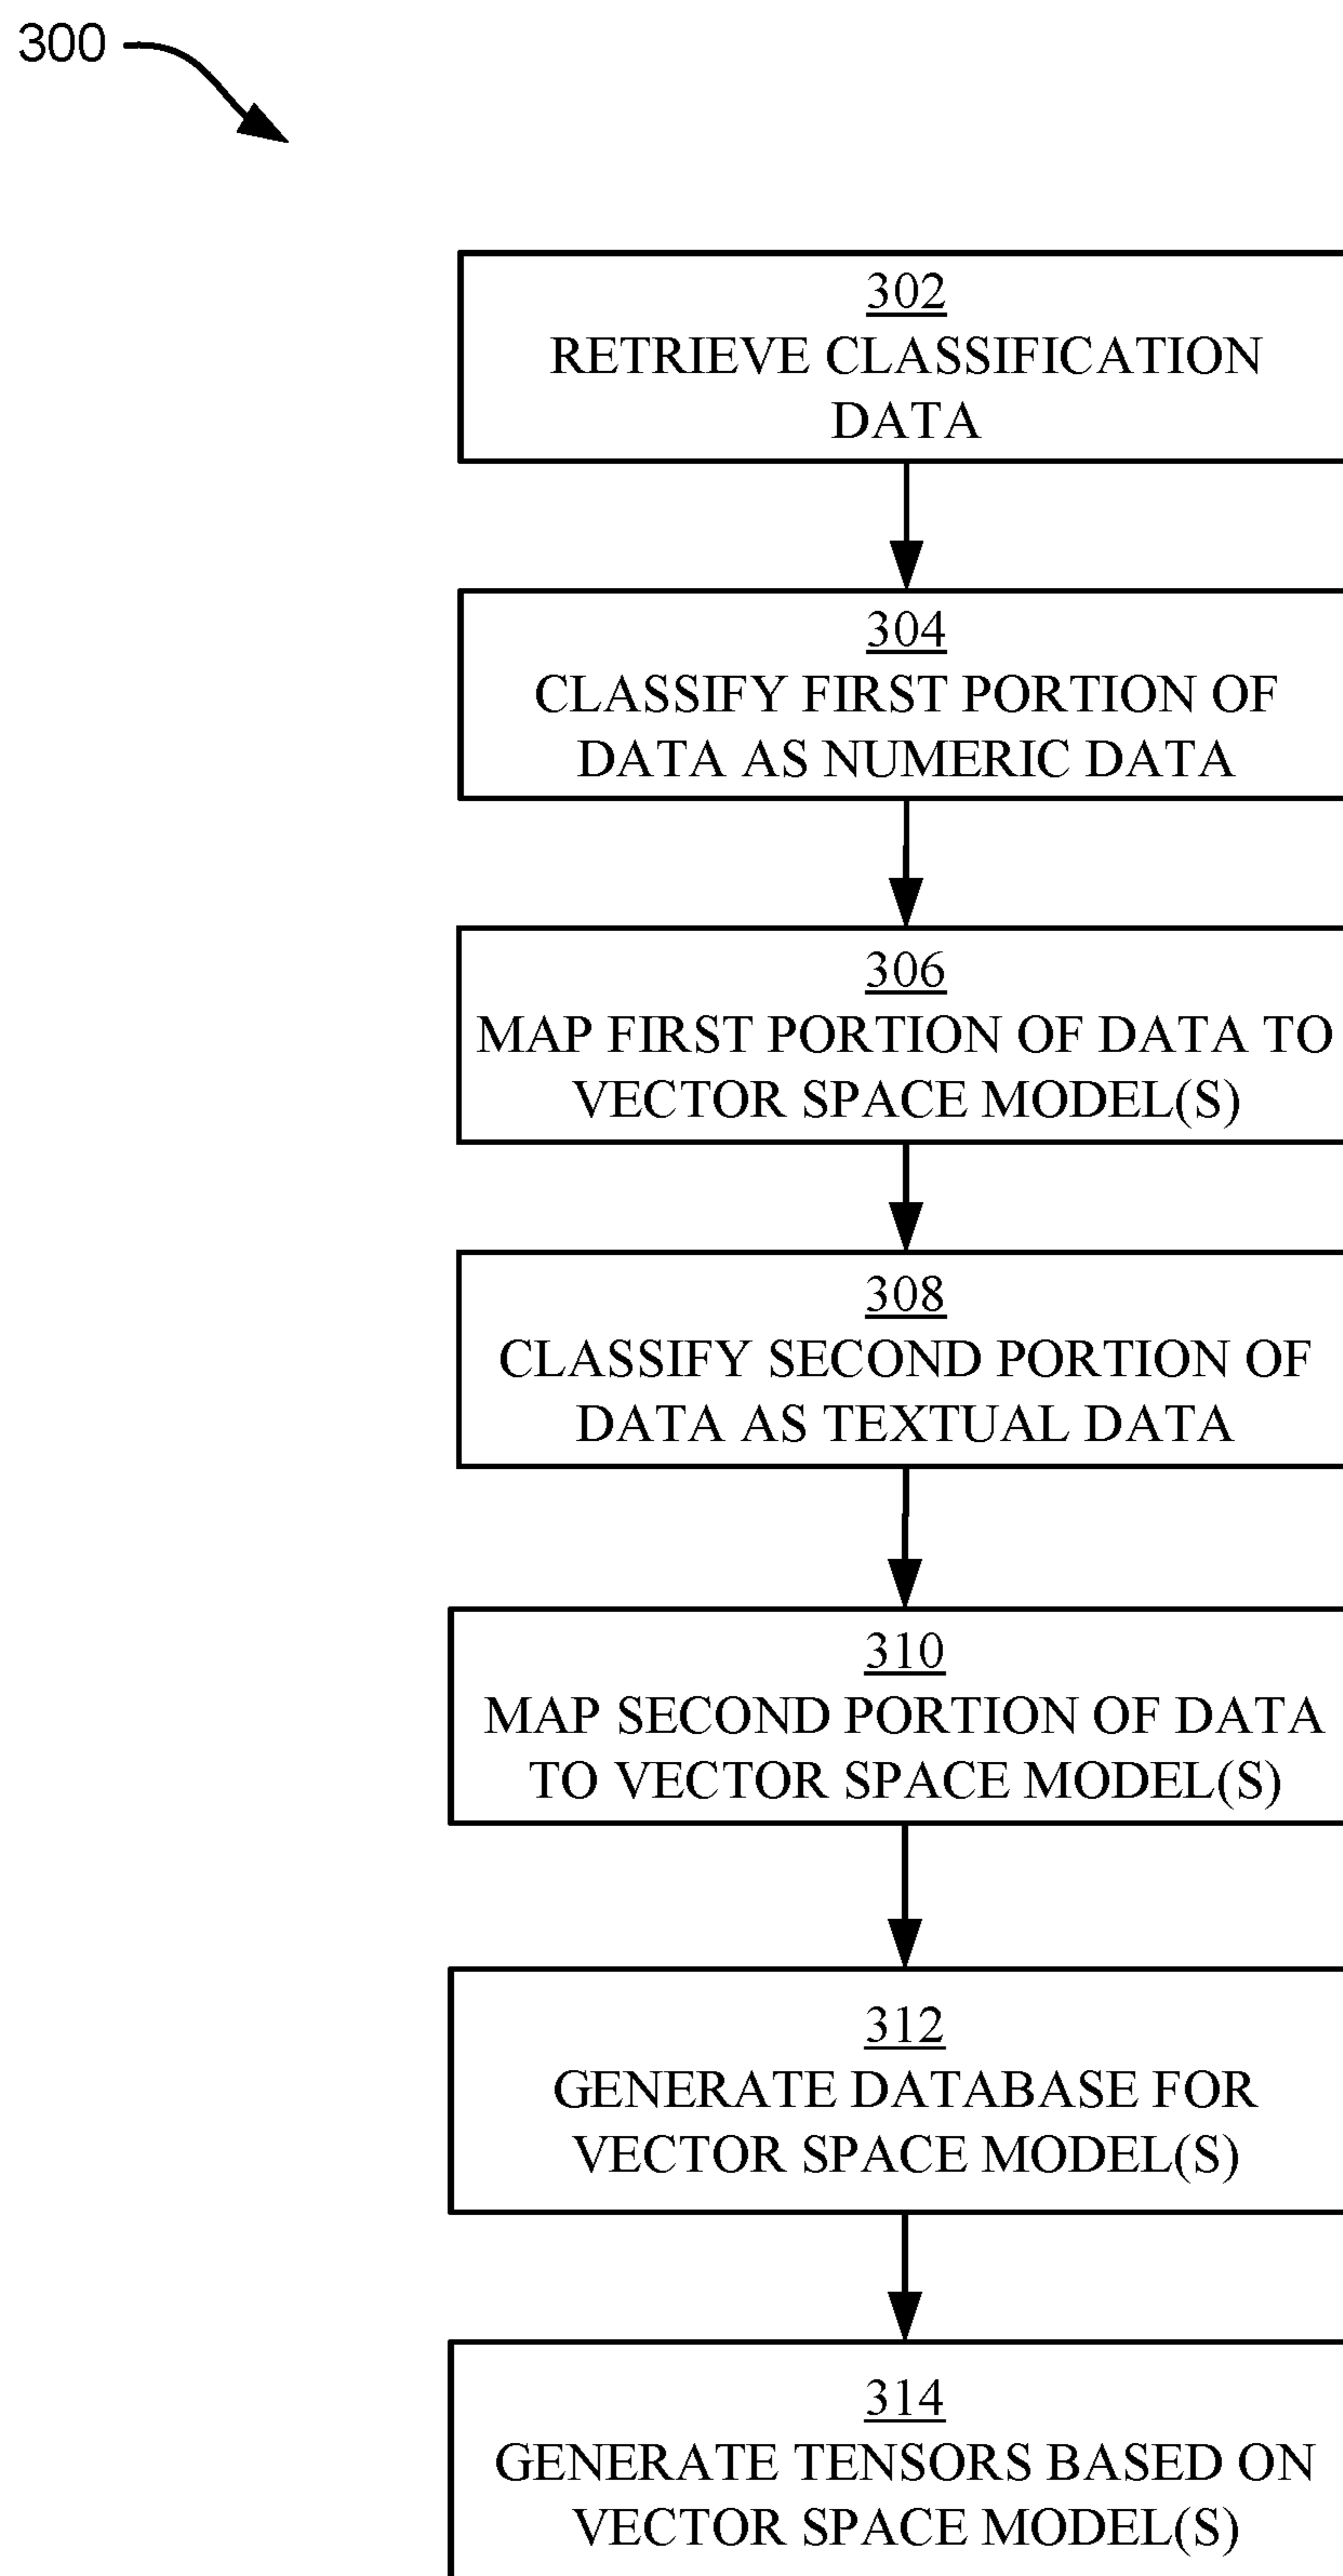 300
302
RETRIEVE CLASSIFICATION
DATA
304
CLASSIFY FIRST PORTION OF
DATA AS NUMERIC DATA
306
MAP FIRST PORTION OF DATA TO
VECTOR SPACE MODEL(S)
308
CLASSIFY SECOND PORTION OF
DATA AS TEXTUAL DATA
310
MAP SECOND PORTION OF DATA
TO VECTOR SPACE MODEL(S)
312
GENERATE DATABASE FOR
VECTOR SPACE MODEL(S)
314
GENERATE TENSORS BASED ON
VECTOR SPACE MODEL(S)